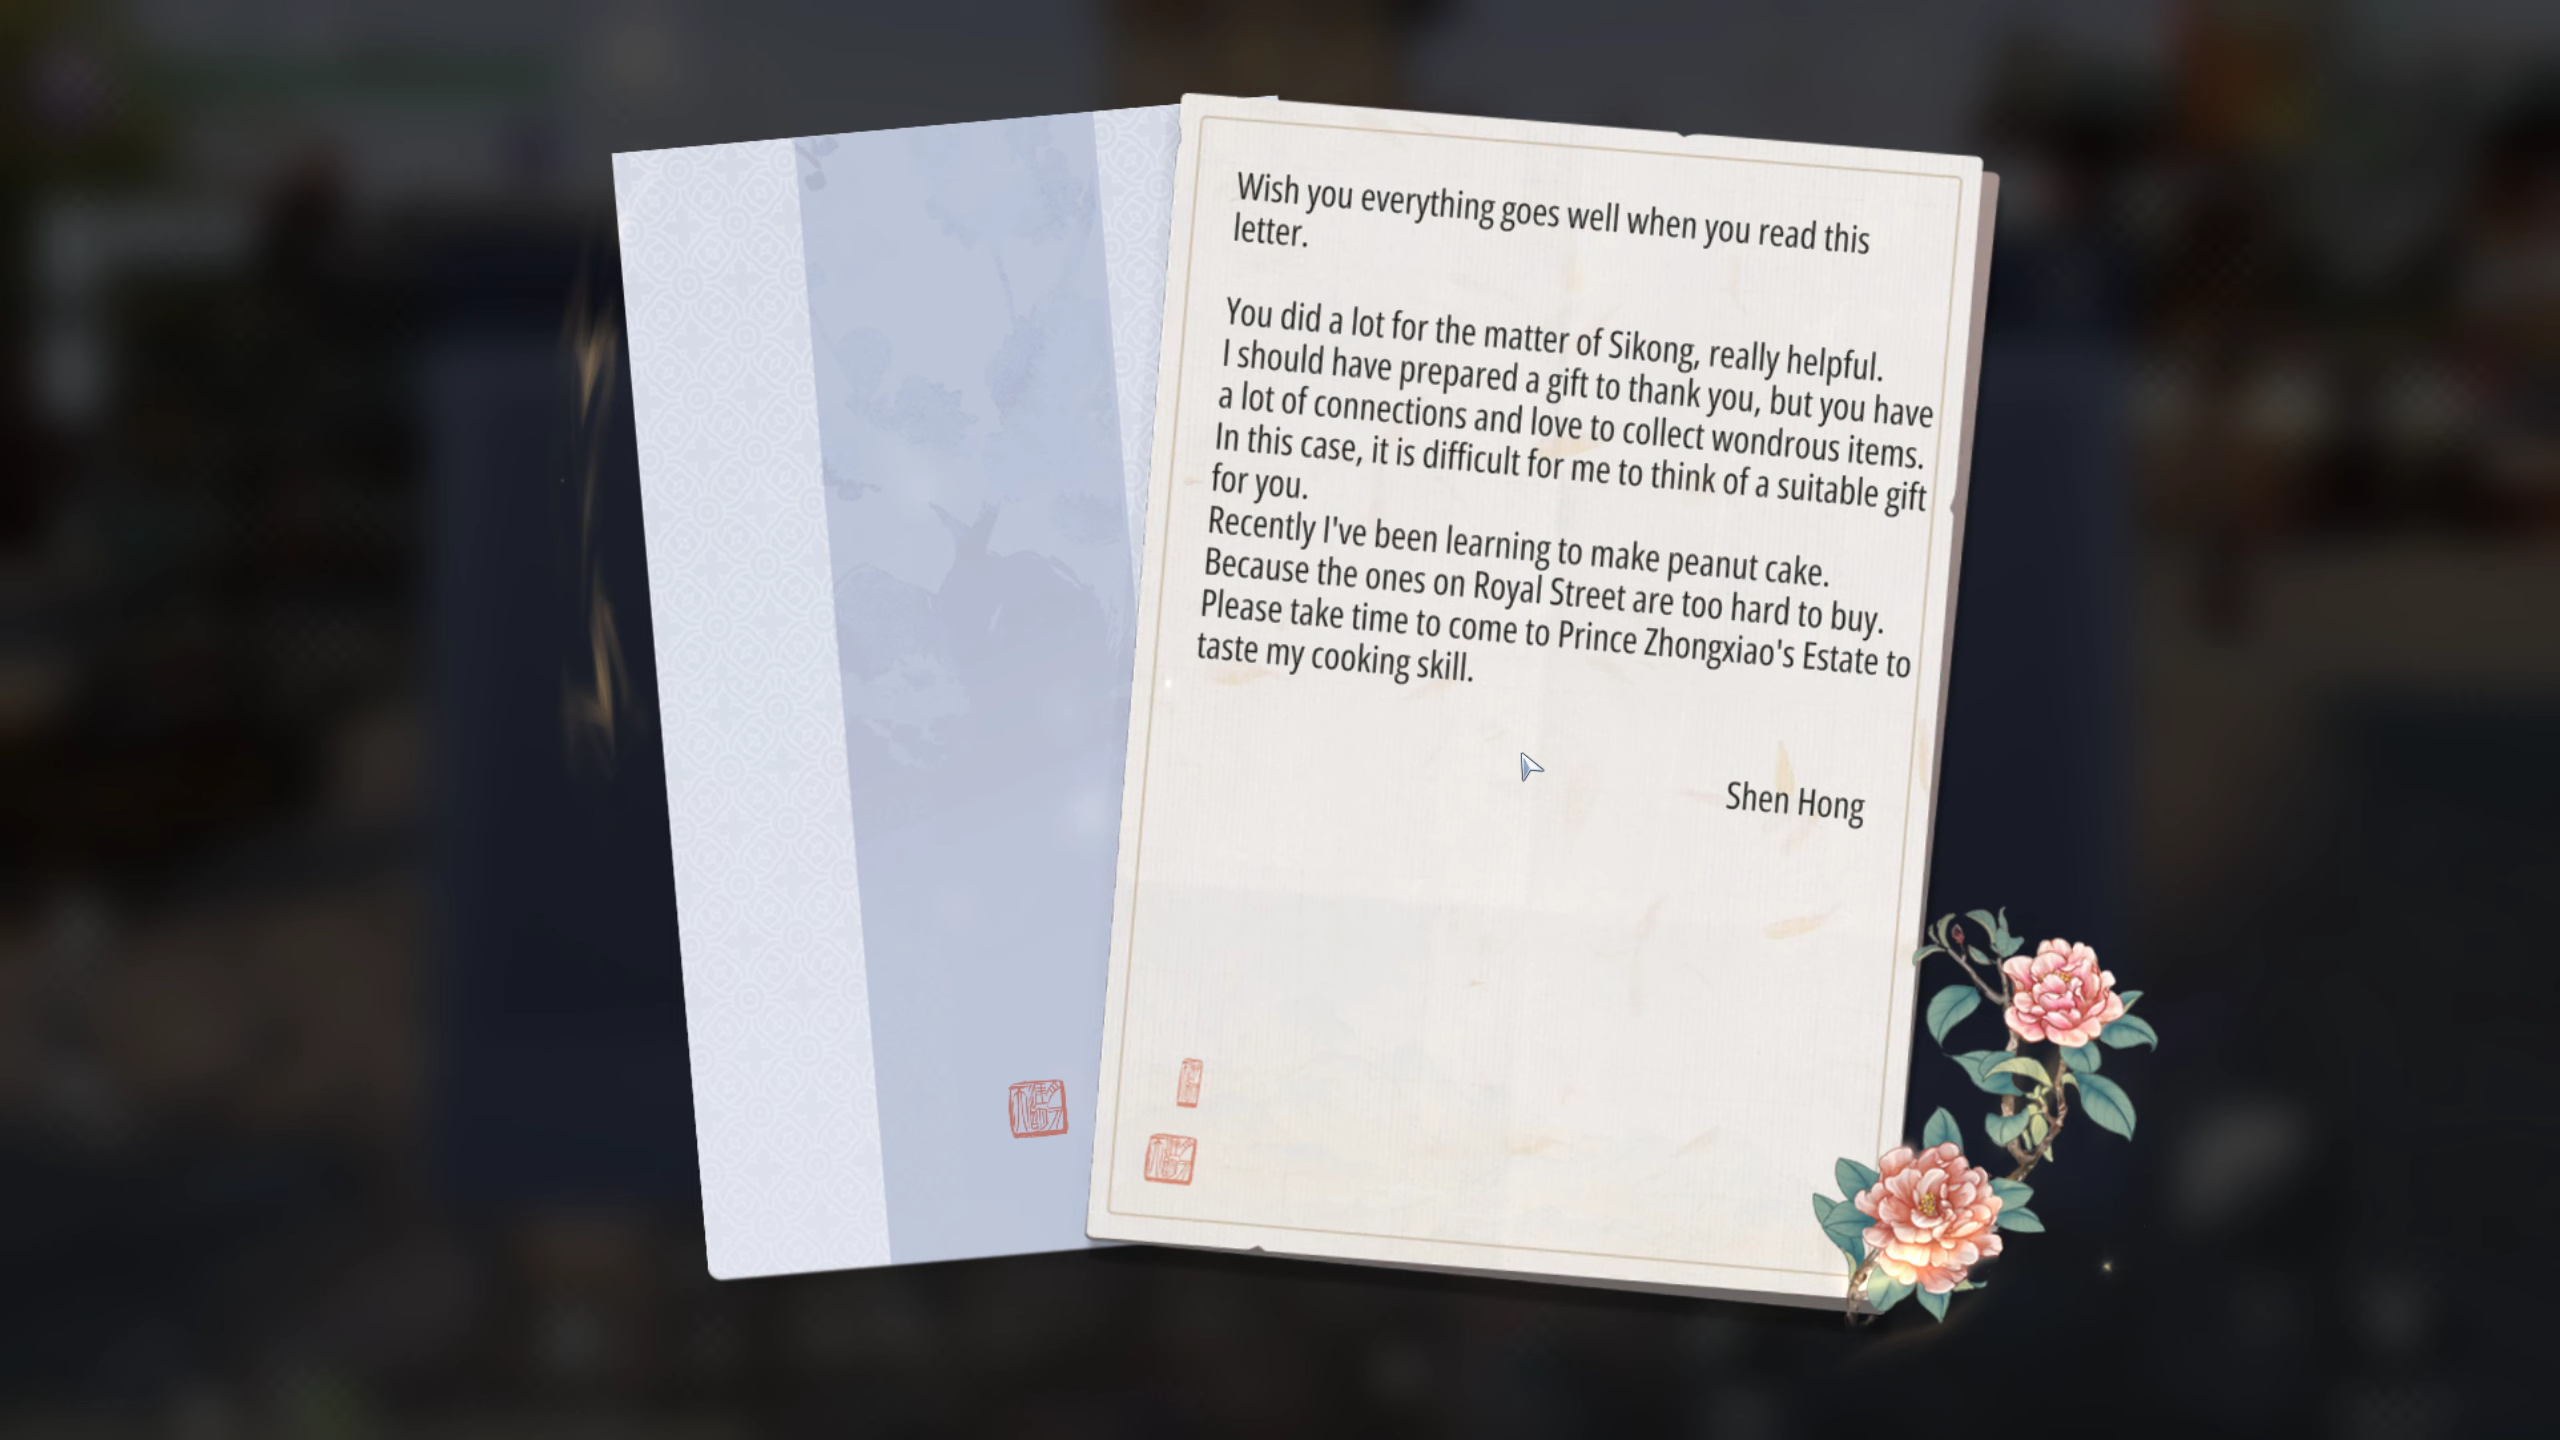 Wish you everything goes well when you read this
letter.
You did a lot for the matter of Sikong, really helpful.
I should have prepared a gift to thank you, but you have
a lot of connections and love to collect wondrous items.
In this case, it is difficult for me to think of a suitable gift
for you.
Recently I've been learning to make peanut cake.
Because the ones on Royal Street are too hard to buy.
Please take time to come to Prince Zhongxiao's Estate to
taste my cooking skill.
Shen Hong